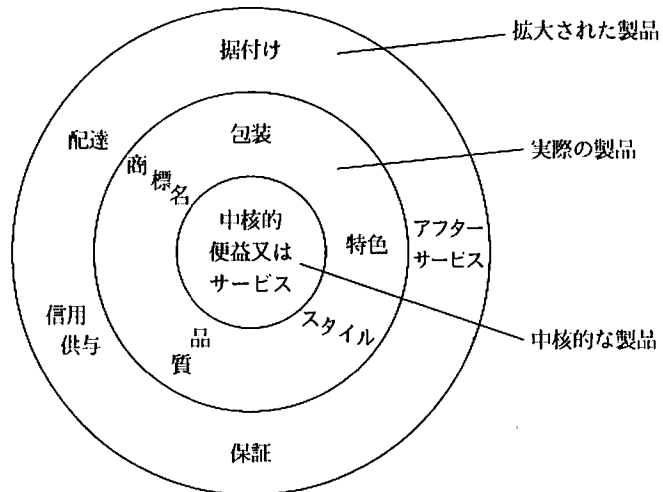 拡大された製品
据付け
配達
包装
実際の製品
商標名
中核的
便益又は
サービス
特色
アフター
サービス
信用
供与
スタイル
品質
中核的な製品
保証